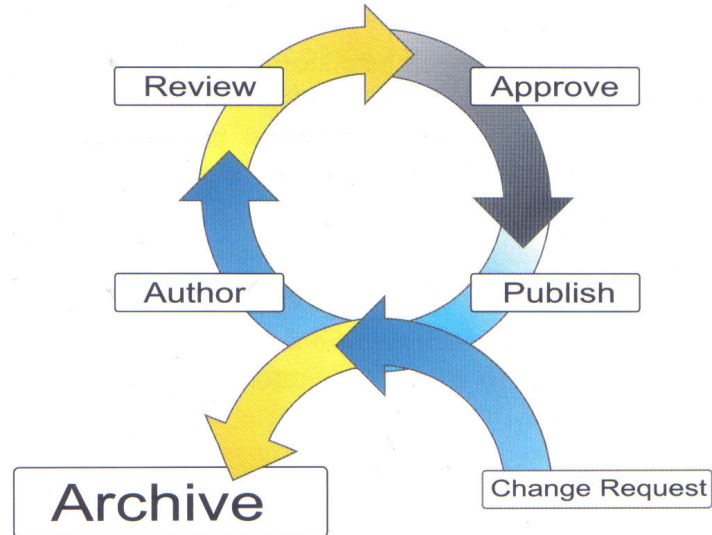 Review
Approve
Author
Publish
Archive
Change Request